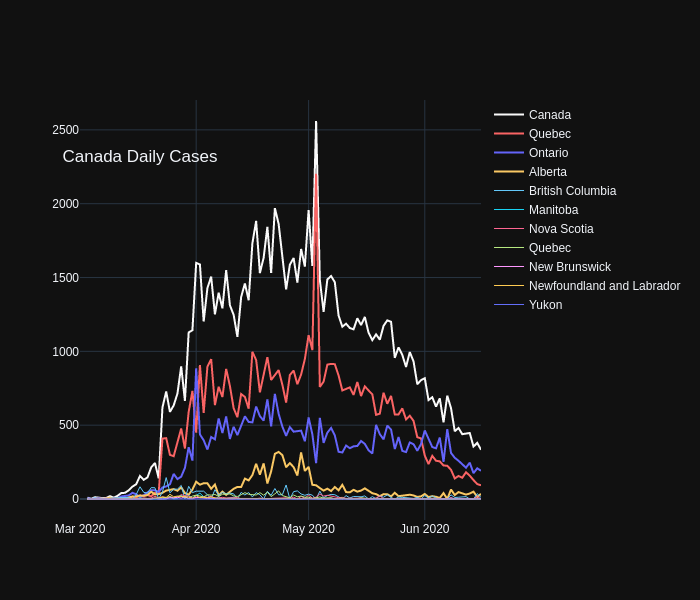 Canada Daily Cases
2500
2000
1500
1000
500
0
Mar 2020
Apr 2020
May 2020
Jun 2020
Canada
Quebec
Ontario
Alberta
British Columbia
Manitoba
Nova Scotia
Quebec
New Brunswick
Newfoundland and Labrador
Yukon